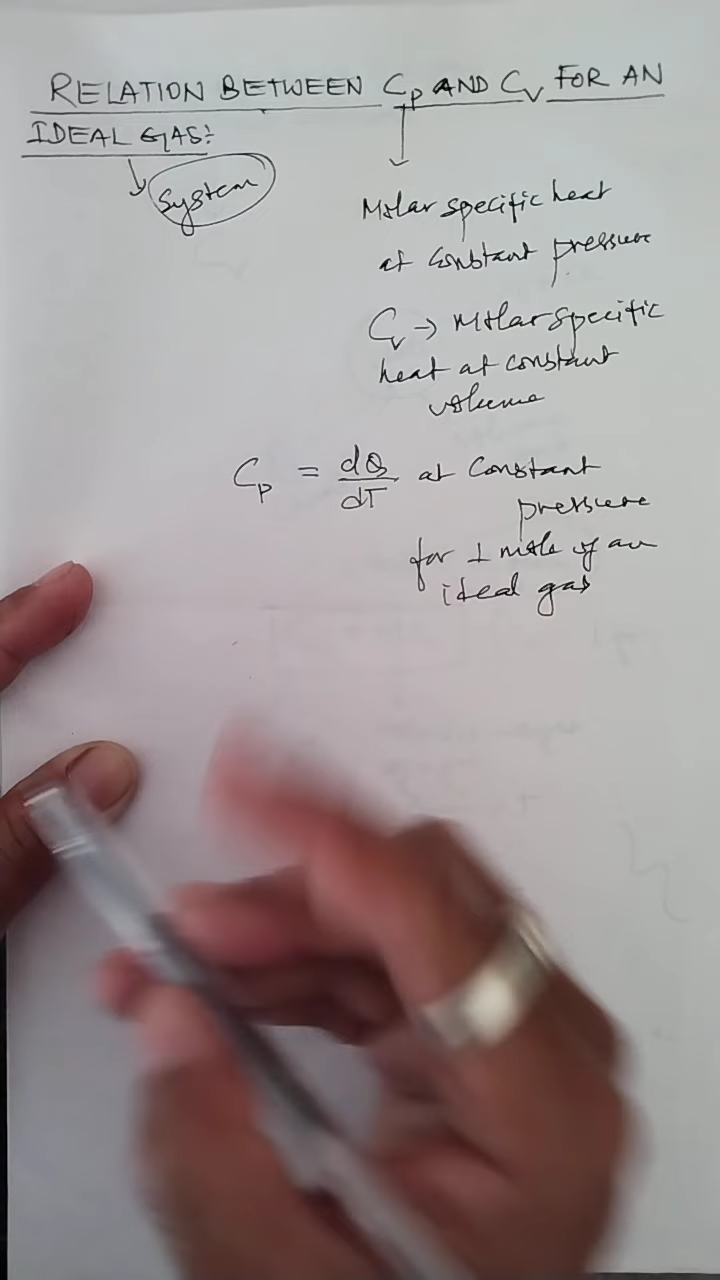 RELATION BETWEEN Cp AND Cv FOR AN
IDEAL GAS:
System
Molar specific heat
at constant pressure
Cv → Molar specific
heat at constant
volume
Cp = dQ/dT at Constant
pressure
for 1 mole of an
ideal gas